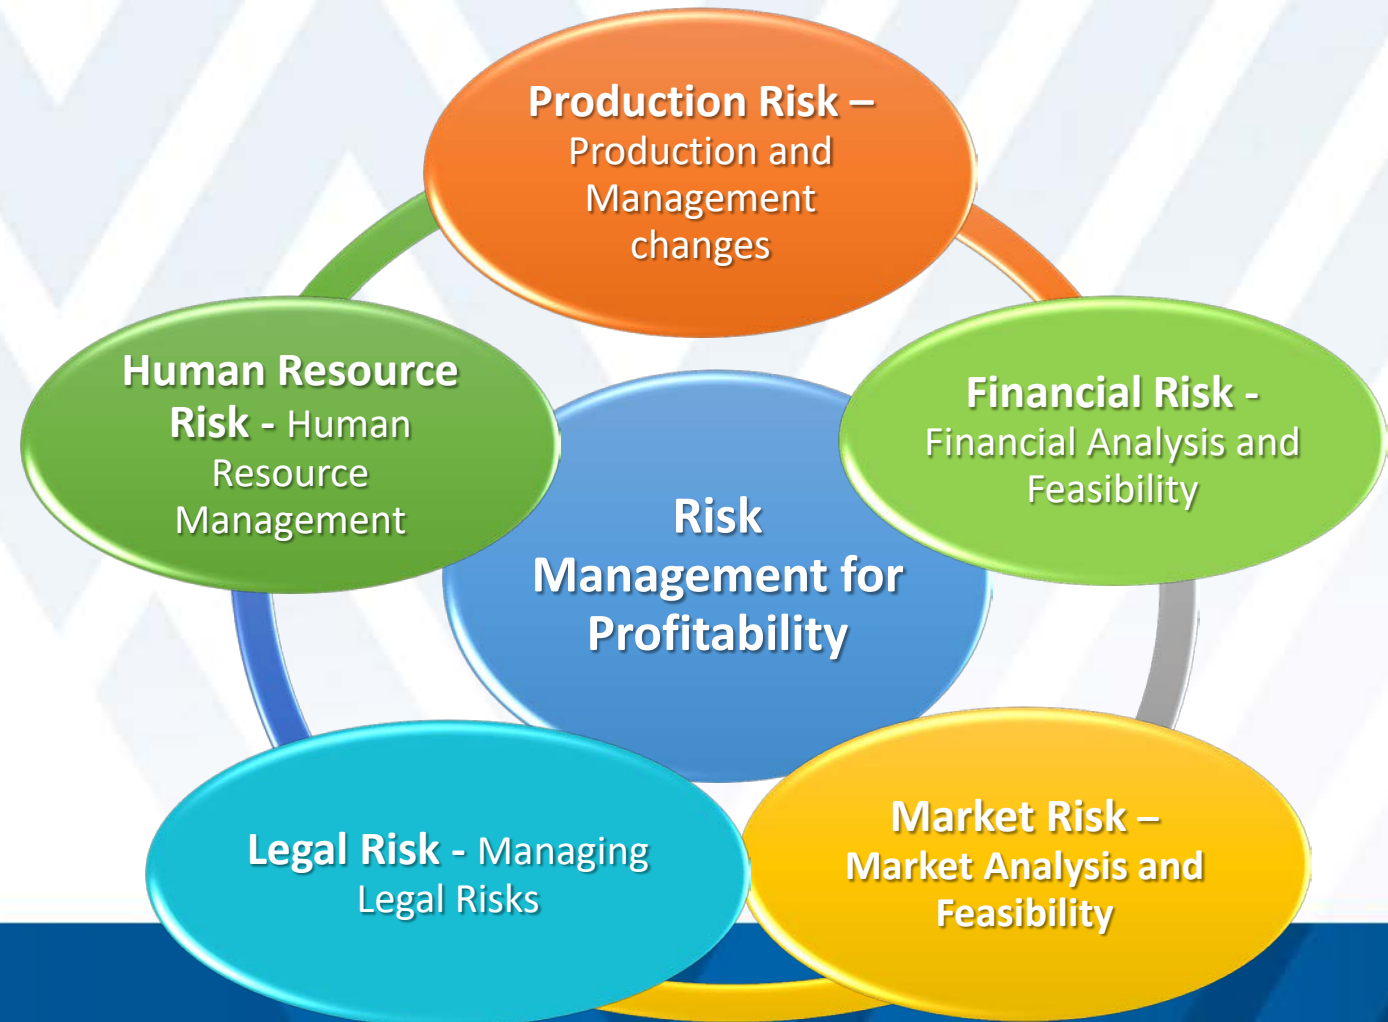 Production Risk –
Production and
Management
changes
Human Resource
Risk - Human
Resource
Management
Financial Risk -
Financial Analysis and
Feasibility
Risk
Management for
Profitability
Legal Risk - Managing
Legal Risks
Market Risk –
Market Analysis and
Feasibility